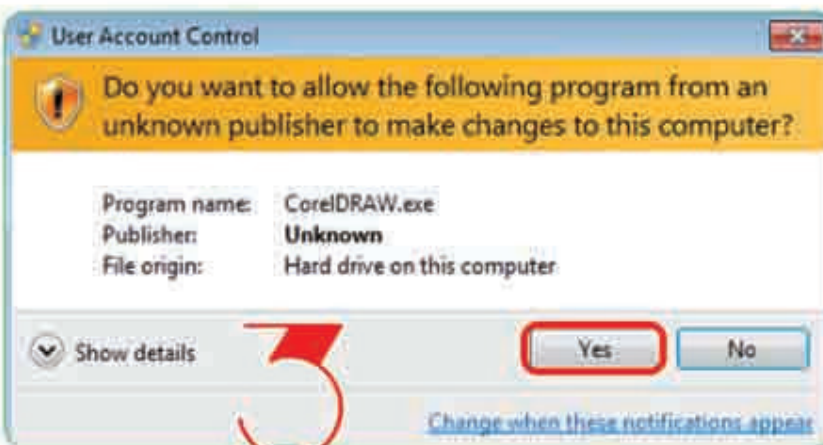 User Account Control
Do you want to allow the following program from an
unknown publisher to make changes to this computer?
Program name: CorelDRAW.exe
Publisher: Unknown
File origin: Hard drive on this computer
Show details
3
Yes No
Change when these notifications appear